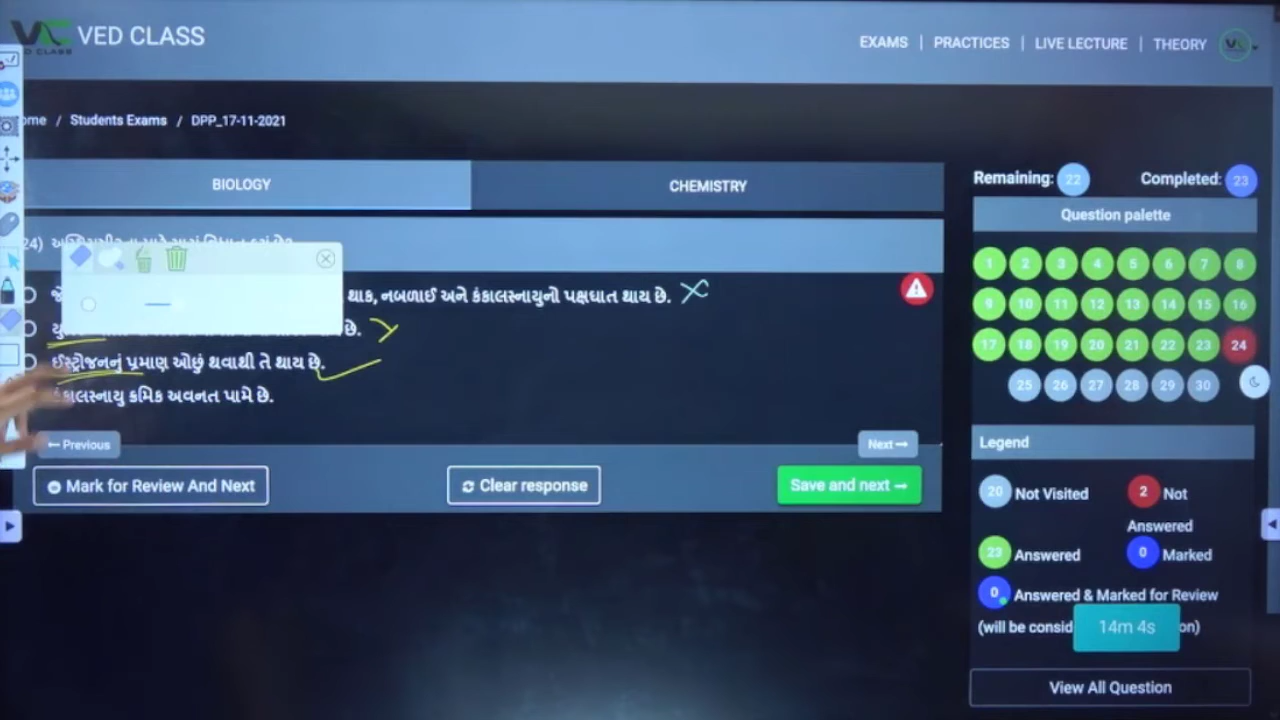 VED CLASS
EXAMS | PRACTICES | LIVE LECTURE | THEORY
D CLASS
ome / Students Exams / DPP_17-11-2021
BIOLOGY
CHEMISTRY
Remaining: 22
Completed: 23
Question palette
24)
થાક, નબળાઈ અને કંકાલસ્નાયુનો પક્ષઘાત થાય છે.
છે.
ઈસ્ટ્રોજનનું પ્રમાણ ઓછું થવાથી તે થાય છે.
કંકાલસ્નાયુ ક્રમિક અવનત પામે છે.
1 2 3 4 5 6 7 8
9 10 11 12 13 14 15 16
17 18 19 20 21 22 23 24
25 26 27 28 29 30
← Previous
Next →
Mark for Review And Next
Clear response
Save and next →
Legend
20 Not Visited
2 Not Answered
23 Answered
0 Marked
0 Answered & Marked for Review
(will be consid
14m 4s
on)
View All Question